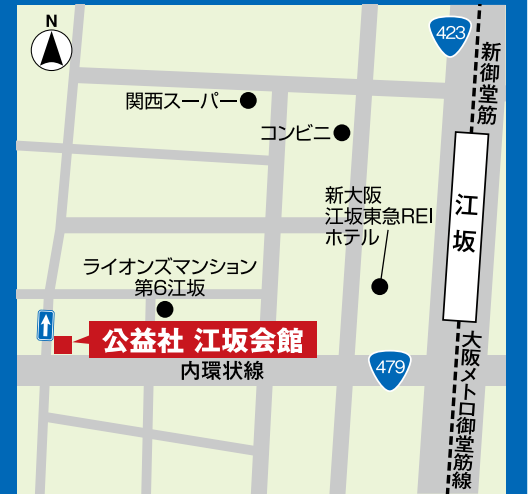 N
423
新御堂筋
関西スーパー
コンビニ
新大阪
江坂東急REI
ホテル
江坂
ライオンズマンション
第6江坂
公益社 江坂会館
内環状線
479
大阪メトロ御堂筋線